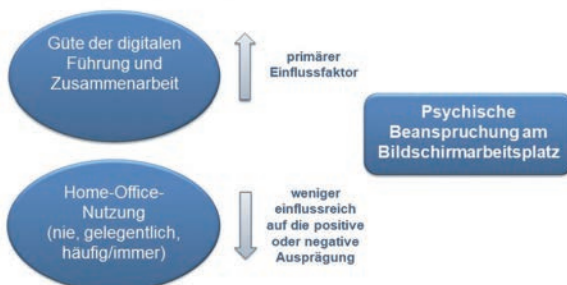 Güte der digitalen
Führung und
Zusammenarbeit
primärer
Einflussfaktor
Psychische
Beanspruchung am
Bildschirmarbeitsplatz
Home-Office-
Nutzung
(nie, gelegentlich,
häufig/immer)
weniger
einflussreich
auf die positive
oder negative
Ausprägung